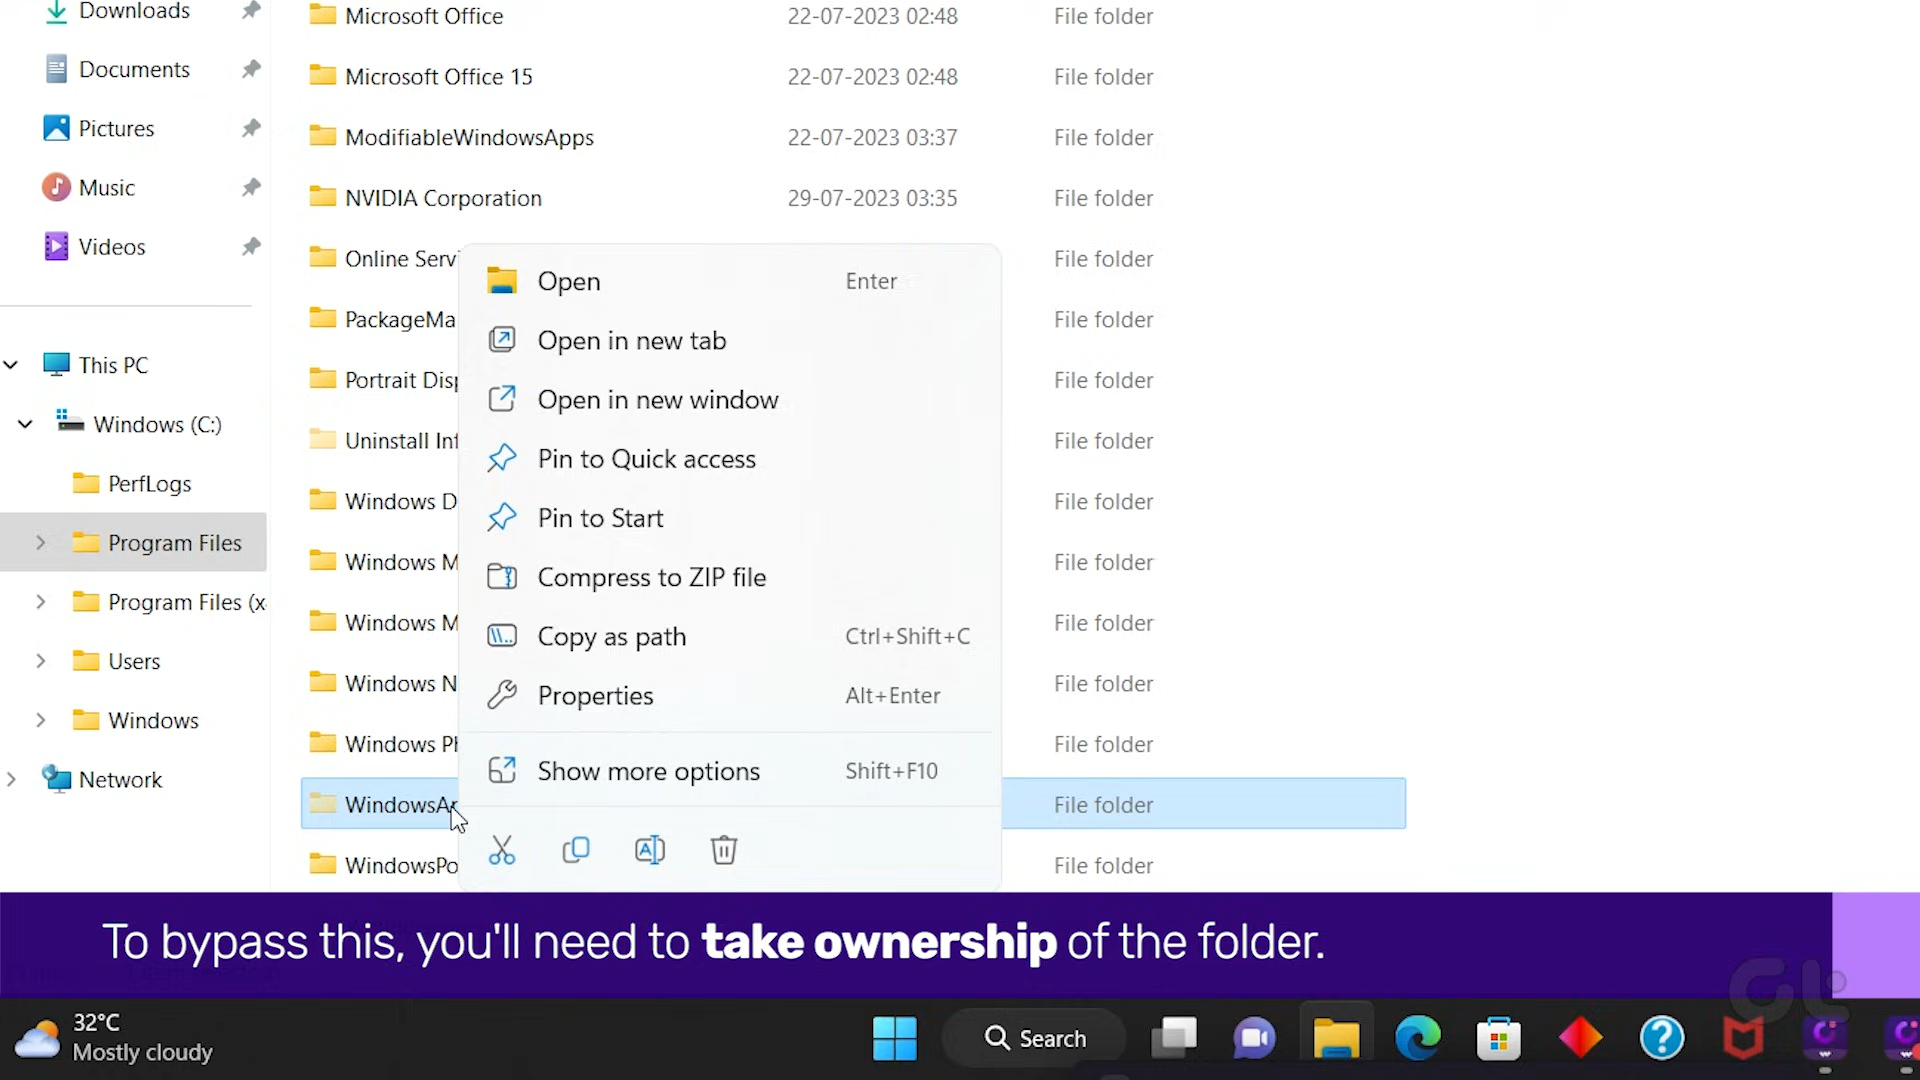 Downloads
Documents
Pictures
Music
Videos
This PC
Windows (C:)
PerfLogs
Program Files
Program Files (x
Users
Windows
Network
Microsoft Office 22-07-2023 02:48 File folder
Microsoft Office 15 22-07-2023 02:48 File folder
ModifiableWindowsApps 22-07-2023 03:37 File folder
NVIDIA Corporation 29-07-2023 03:35 File folder
Online Servi File folder
PackageMa File folder
Portrait Disp File folder
Uninstall Inf File folder
Windows D File folder
Windows M File folder
Windows M File folder
Windows N File folder
Windows Ph File folder
WindowsAp File folder
WindowsPo File folder
Open Enter
Open in new tab
Open in new window
Pin to Quick access
Pin to Start
Compress to ZIP file
Copy as path Ctrl+Shift+C
Properties Alt+Enter
Show more options Shift+F10
To bypass this, you'll need to take ownership of the folder.
GL
32°C
Mostly cloudy
Search